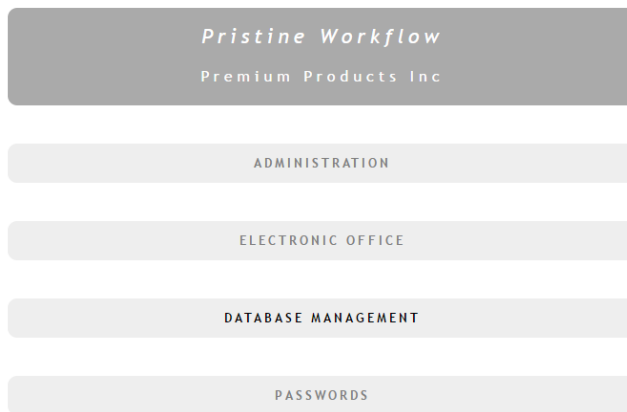 Pristine Workflow
Premium Products Inc
ADMINISTRATION
ELECTRONIC OFFICE
DATABASE MANAGEMENT
PASSWORDS